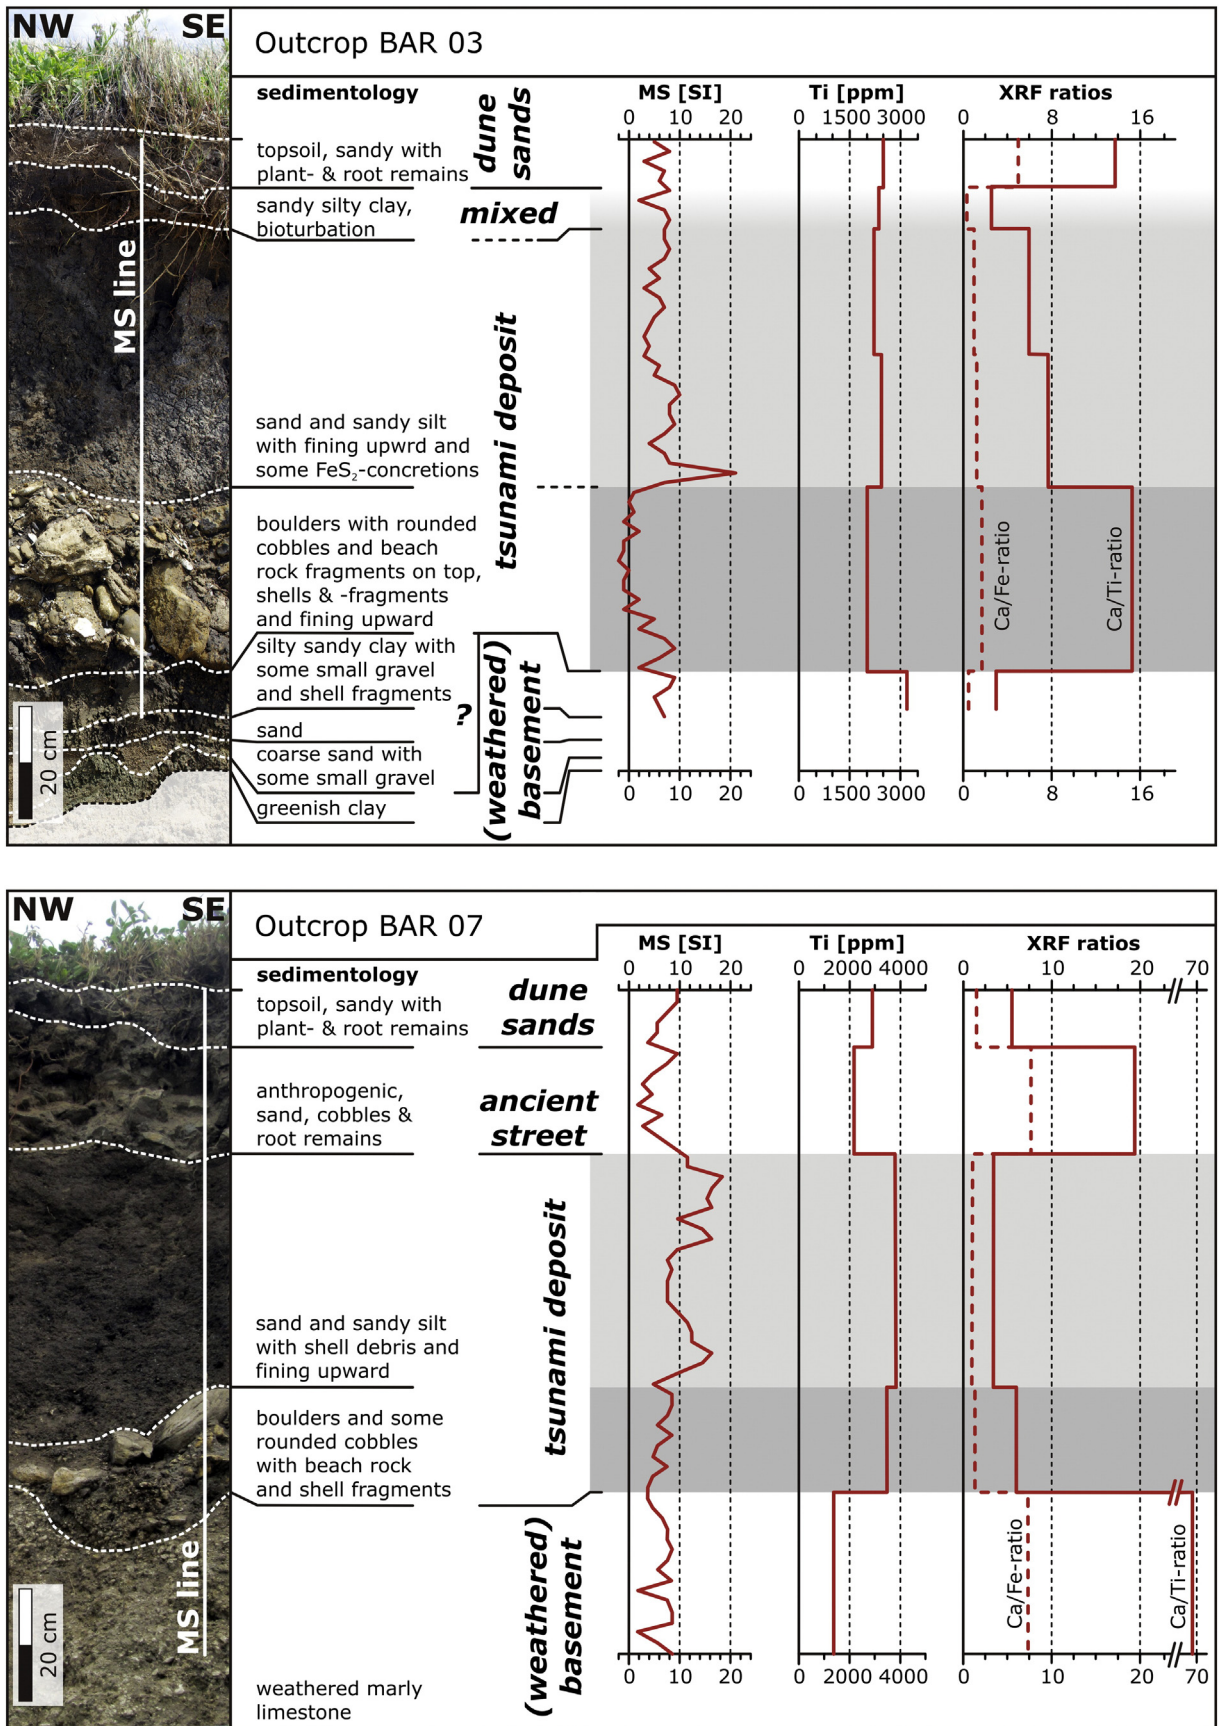 NW SE
Outcrop BAR 03
sedimentology
MS [SI]
Ti [ppm]
XRF ratios
0 10 20
1500 3000
0 8 16
topsoil, sandy with
plant- & root remains
dune
sands
sandy silty clay,
bioturbation
mixed
MS line
sand and sandy silt
with fining upwrd and
some FeS₂-concretions
tsunami deposit
boulders with rounded
cobbles and beach
rock fragments on top,
shells & -fragments
and fining upward
Ca/Fe-ratio
Ca/Ti-ratio
silty sandy clay with
some small gravel
and shell fragments
?
(weathered)
basement
sand
coarse sand with
some small gravel
greenish clay
20 cm
0 10 20
0 1500 3000
0 8 16
NW SE
Outcrop BAR 07
sedimentology
MS [SI]
Ti [ppm]
XRF ratios
0 10 20
0 2000 4000
0 10 20 70
topsoil, sandy with
plant- & root remains
dune
sands
anthropogenic,
sand, cobbles &
root remains
ancient
street
sand and sandy silt
with shell debris and
fining upward
tsunami deposit
boulders and some
rounded cobbles
with beach rock
and shell fragments
(weathered)
basement
Ca/Fe-ratio
Ca/Ti-ratio
MS line
20 cm
weathered marly
limestone
0 10 20
0 2000 4000
0 10 20 70